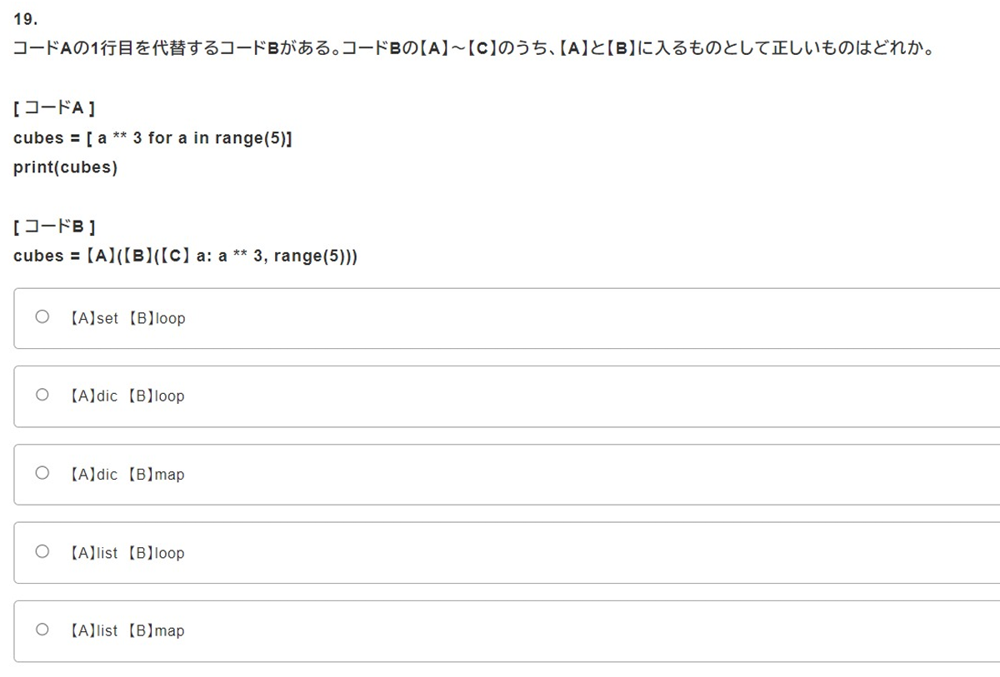 19.
コードAの1行目を代替するコードBがある。コードBの【A】～【C】のうち、【A】と【B】に入るものとして正しいものはどれか。
[ コードA ]
cubes = [ a ** 3 for a in range(5)]
print(cubes)
[ コードB ]
cubes = 【A】(【B】(【C】 a: a ** 3, range(5)))
【A】set 【B】loop
【A】dic 【B】loop
【A】dic 【B】map
【A】list 【B】loop
【A】list 【B】map